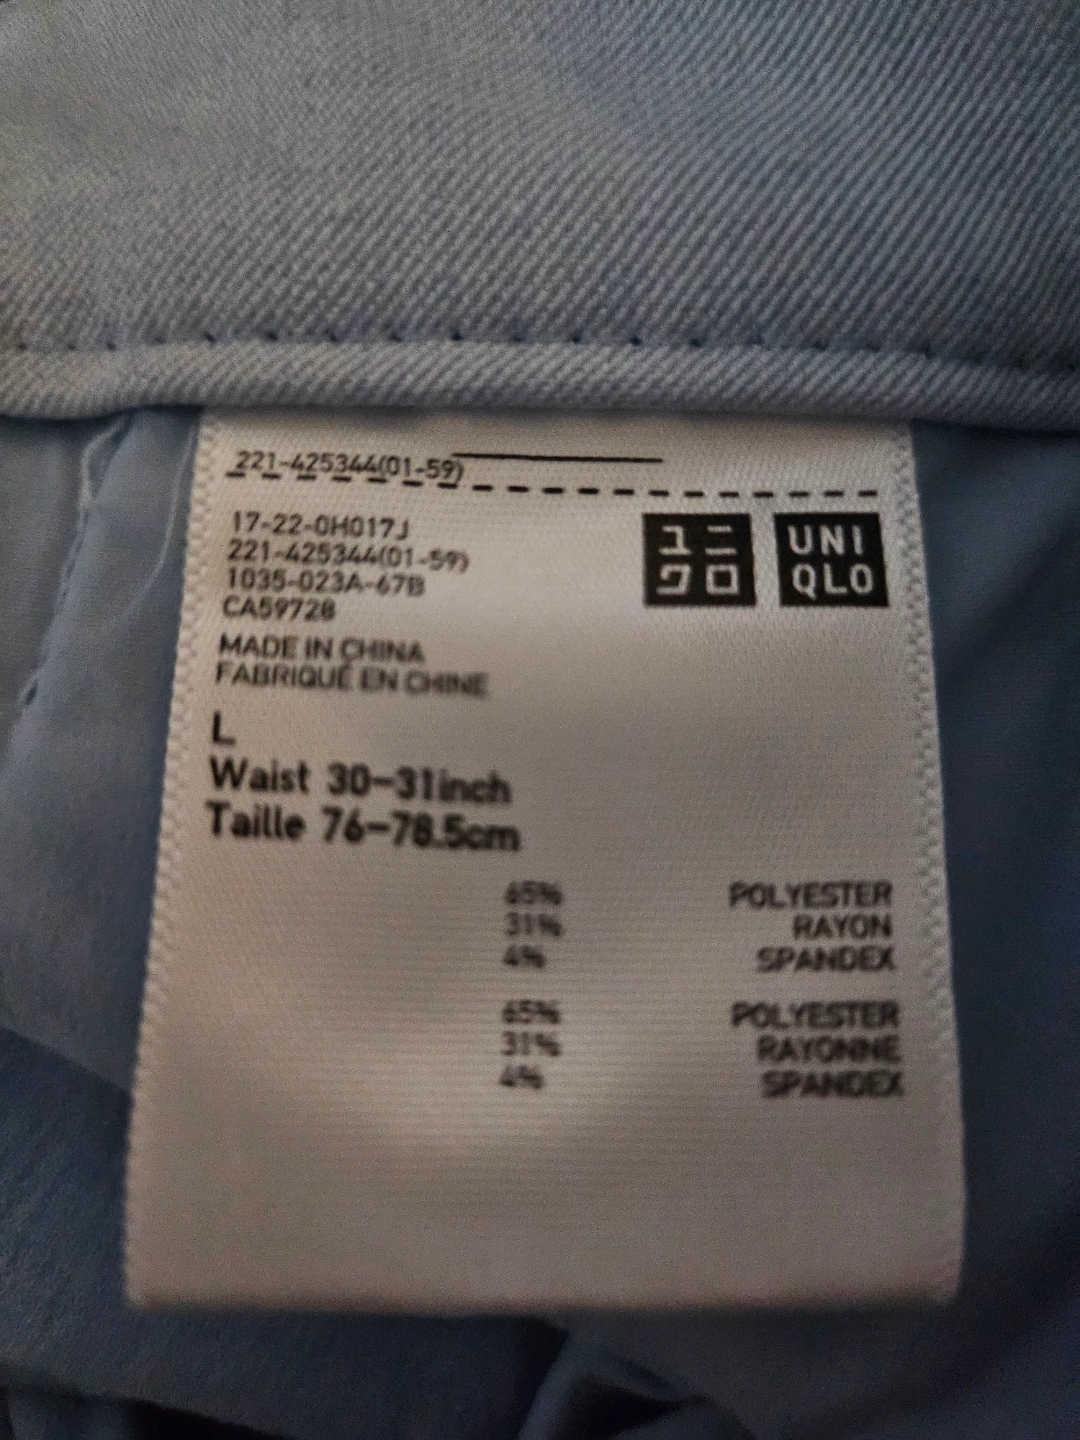 221-425344(01-59)
17-22-0H017J
221-425344(01-59)
1035-023A-67B
CA59728
ユニ
クロ
UNI
QLO
MADE IN CHINA
FABRIQUÉ EN CHINE
L
Waist 30-31inch
Taille 76-78.5cm
65% POLYESTER
31% RAYON
4% SPANDEX
65% POLYESTER
31% RAYONNE
4% SPANDEX